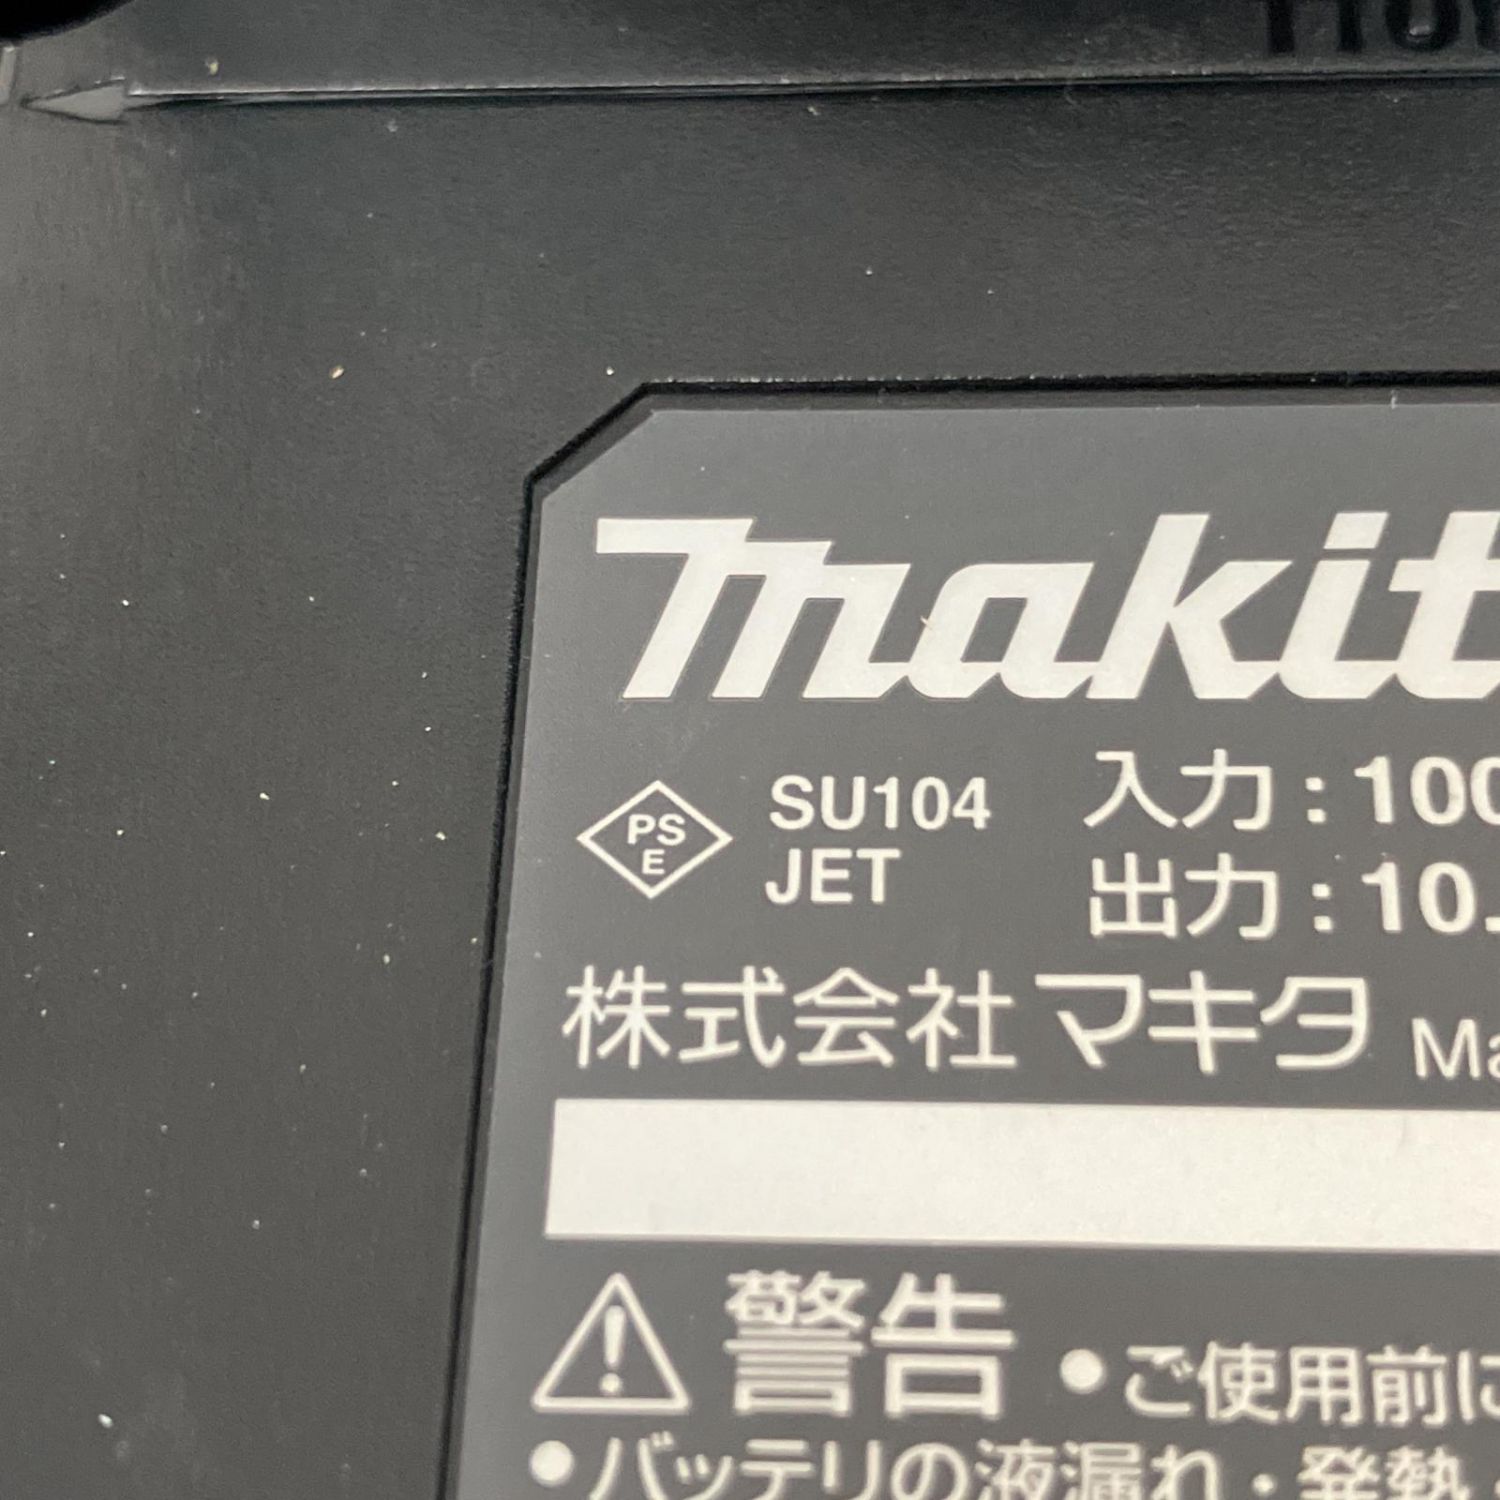 makit
PS
E
SU104
JET
入力：100
出力：10.
株式会社マキタ Ma
警告 ●ご使用前に
●バッテリの液漏れ・発熱